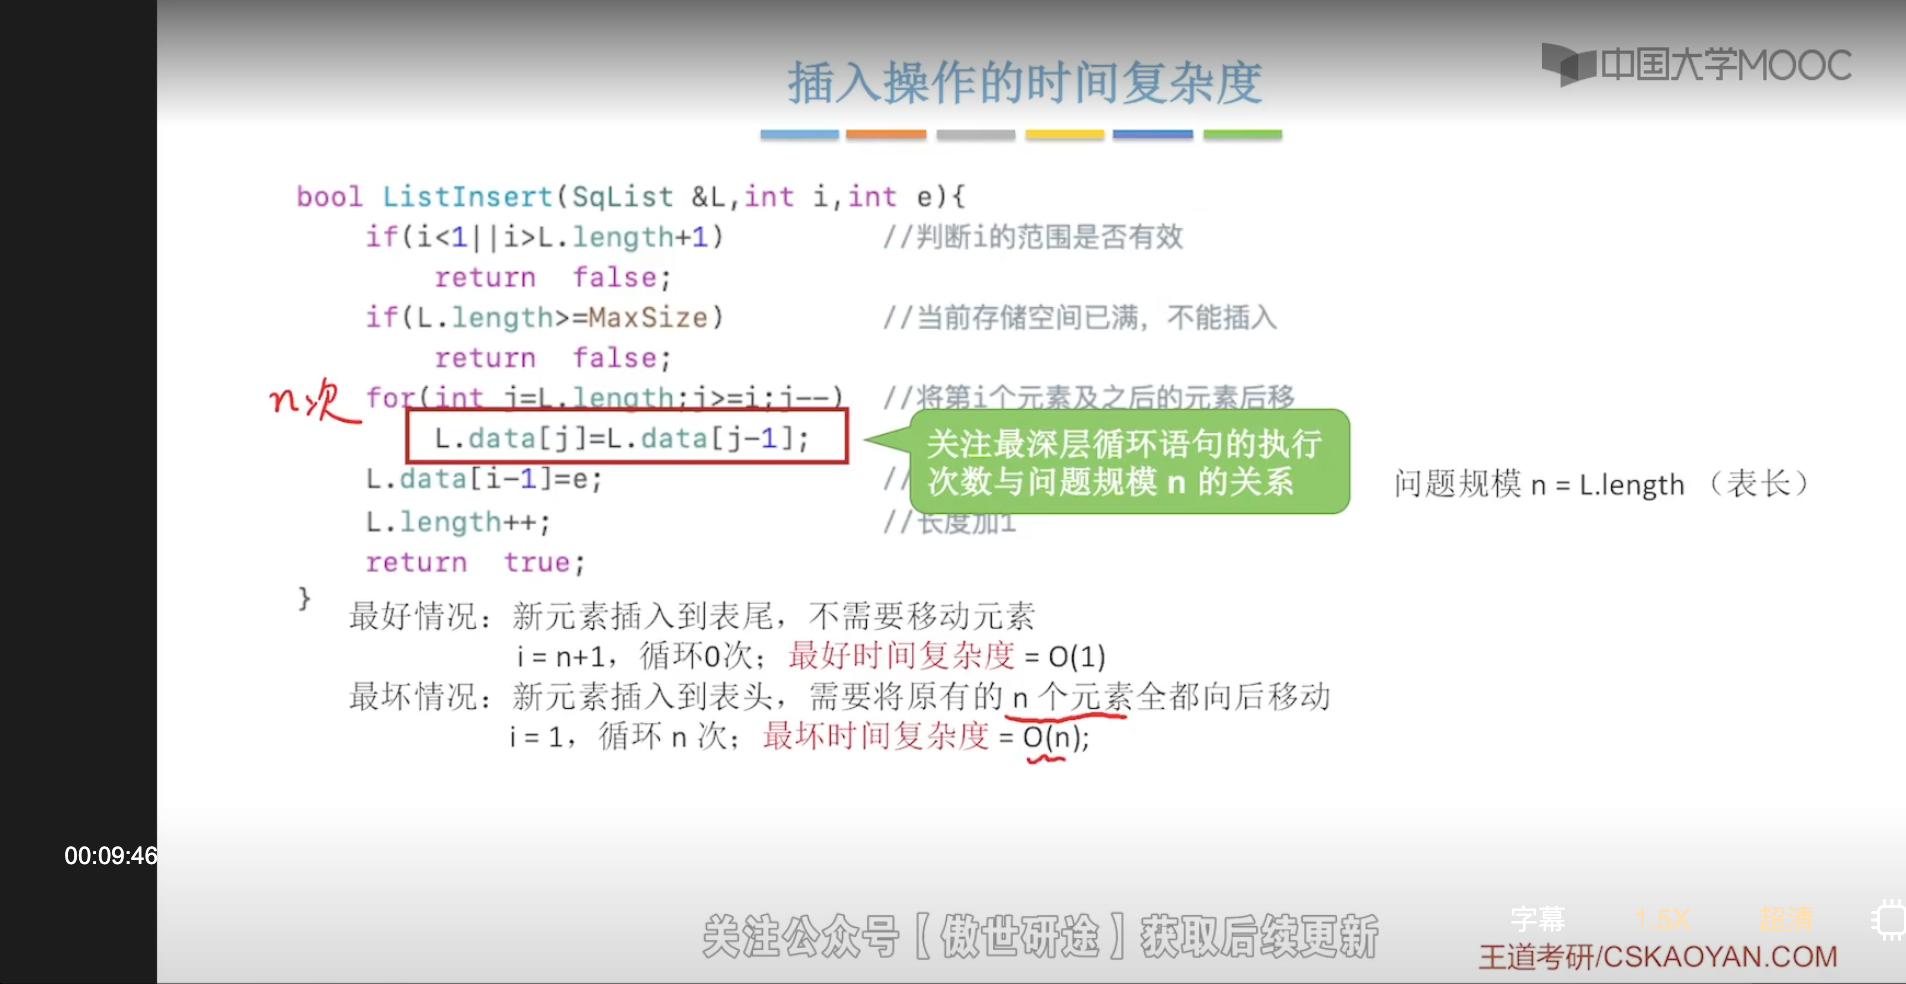 中国大学MOOC
插入操作的时间复杂度
bool ListInsert(SqList &L,int i,int e){
if(i<1||i>L.length+1) //判断i的范围是否有效
return false;
if(L.length>=MaxSize) //当前存储空间已满，不能插入
return false;
n次 for(int j=L.length;j>=i;j--) //将第i个元素及之后的元素后移
L.data[j]=L.data[j-1];
关注最深层循环语句的执行
次数与问题规模 n 的关系
L.data[i-1]=e; //
问题规模 n = L.length （表长）
L.length++; //长度加1
return true;
}
最好情况：新元素插入到表尾，不需要移动元素
i = n+1，循环0次；最好时间复杂度 = O(1)
最坏情况：新元素插入到表头，需要将原有的 n 个元素全都向后移动
i = 1，循环 n 次；最坏时间复杂度 = O(n);
00:09:46
字幕 1.5X 超清
关注公众号【傲世研途】获取后续更新
王道考研/CSKAOYAN.COM